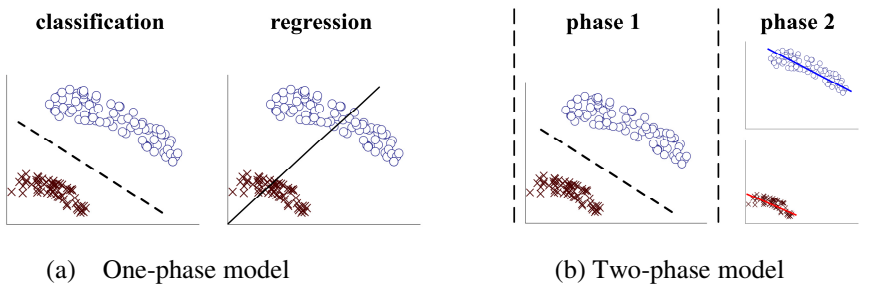 classification
regression
phase 1
phase 2
(a) One-phase model
(b) Two-phase model